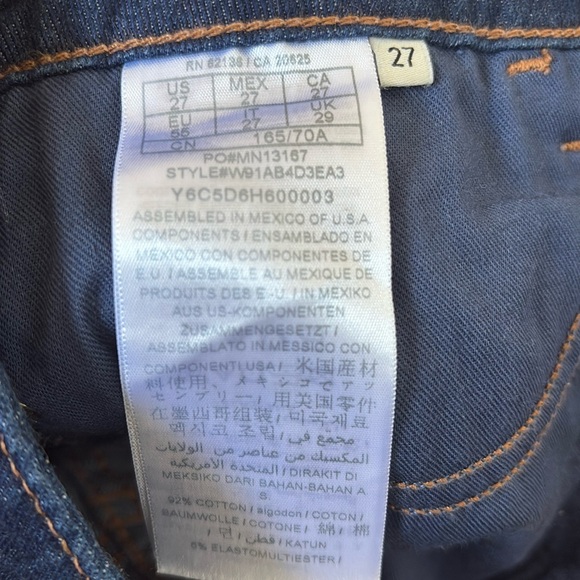 RN 62136 / CA 20625
27
US MEX CA
27 27 27
EU IT UK
55 27 29
CN 165/70A
PO#MN13167
STYLE#W91AB4D3EA3
Y6C5D6H600003
ASSEMBLED IN MEXICO OF U.S.A
COMPONENTS / ENSAMBLADO EN
MEXICO CON COMPONENTES DE
E.U. / ASSEMBLE AU MEXIQUE DE
PRODUITS DES E.-U. / IN MEXIKO
AUS US-KOMPONENTEN
ZUSAMMENGESETZT /
ASSEMBLATO IN MESSICO CON
COMPONENTI USA / 米国産材
料使用、メキシコでアッ
センブリー / 用美国零件
在墨西哥组装 / 미국재료
멕시코 조립 / مجمع في
المكسيك من عناصر من الولايات
المتحدة الأمريكية / DIRAKIT DI
MEKSIKO DARI BAHAN-BAHAN A
S
92% COTTON / algodon / COTON /
BAUMWOLLE / COTONE / 綿 / 棉
/ 면 / قطن / KATUN
6% ELASTOMULTIESTER /